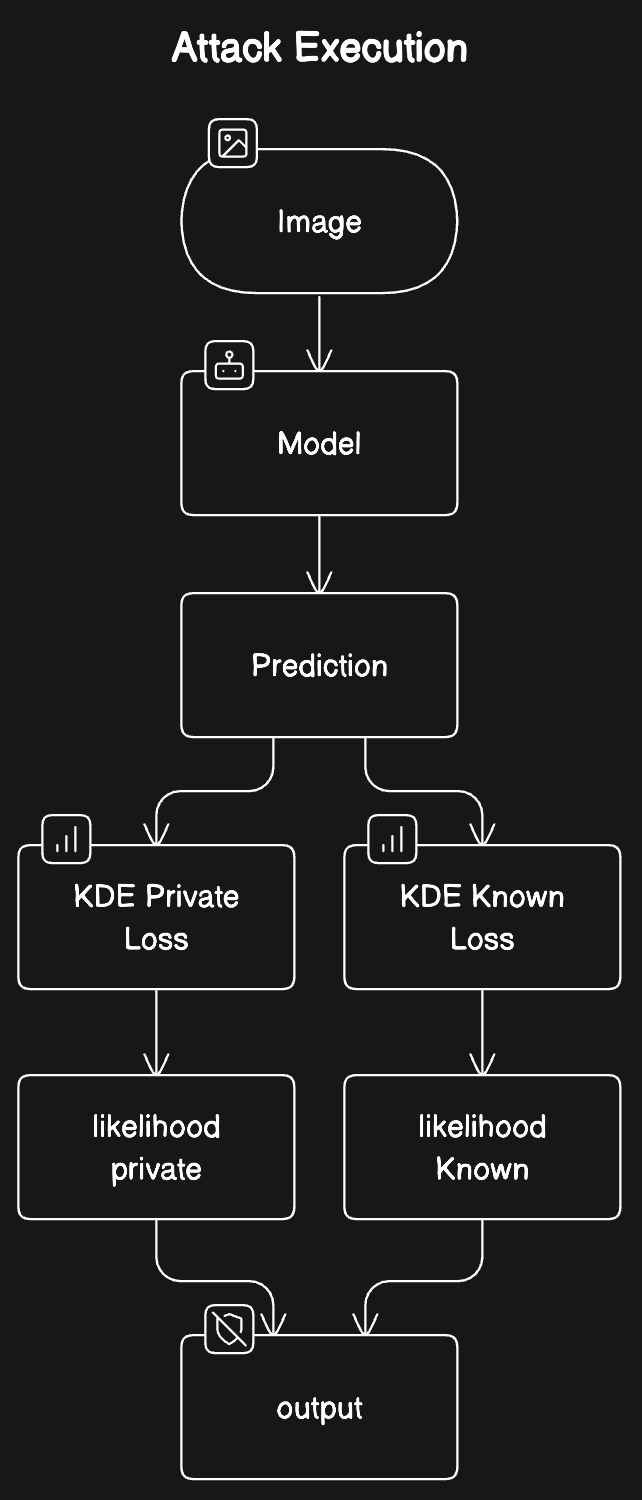 Attack Execution
Image
Model
Prediction
KDE Private
Loss
KDE Known
Loss
likelihood
private
likelihood
Known
output